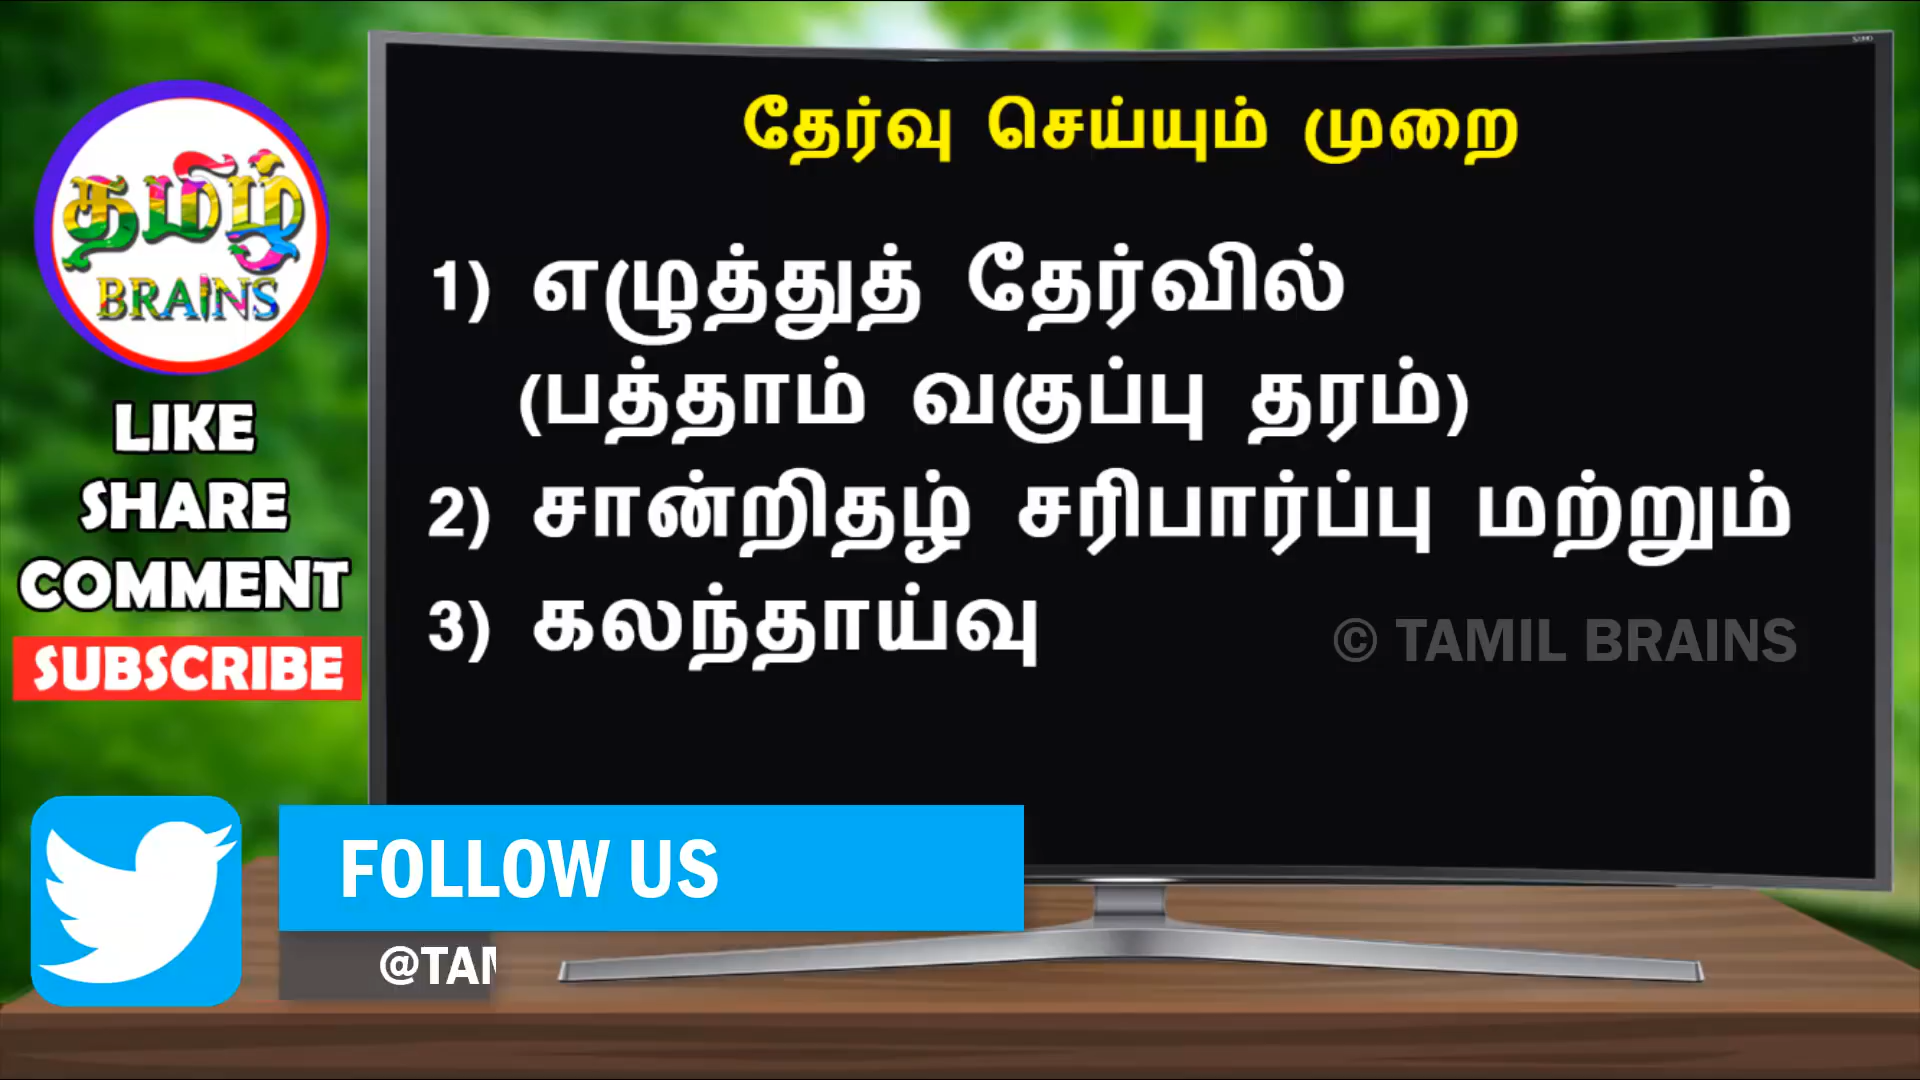 தேர்வு செய்யும் முறை
1) எழுத்துத் தேர்வில்
(பத்தாம் வகுப்பு தரம்)
2) சான்றிதழ் சரிபார்ப்பு மற்றும்
3) கலந்தாய்வு
© TAMIL BRAINS
தமிழ்
BRAINS
LIKE
SHARE
COMMENT
SUBSCRIBE
FOLLOW US